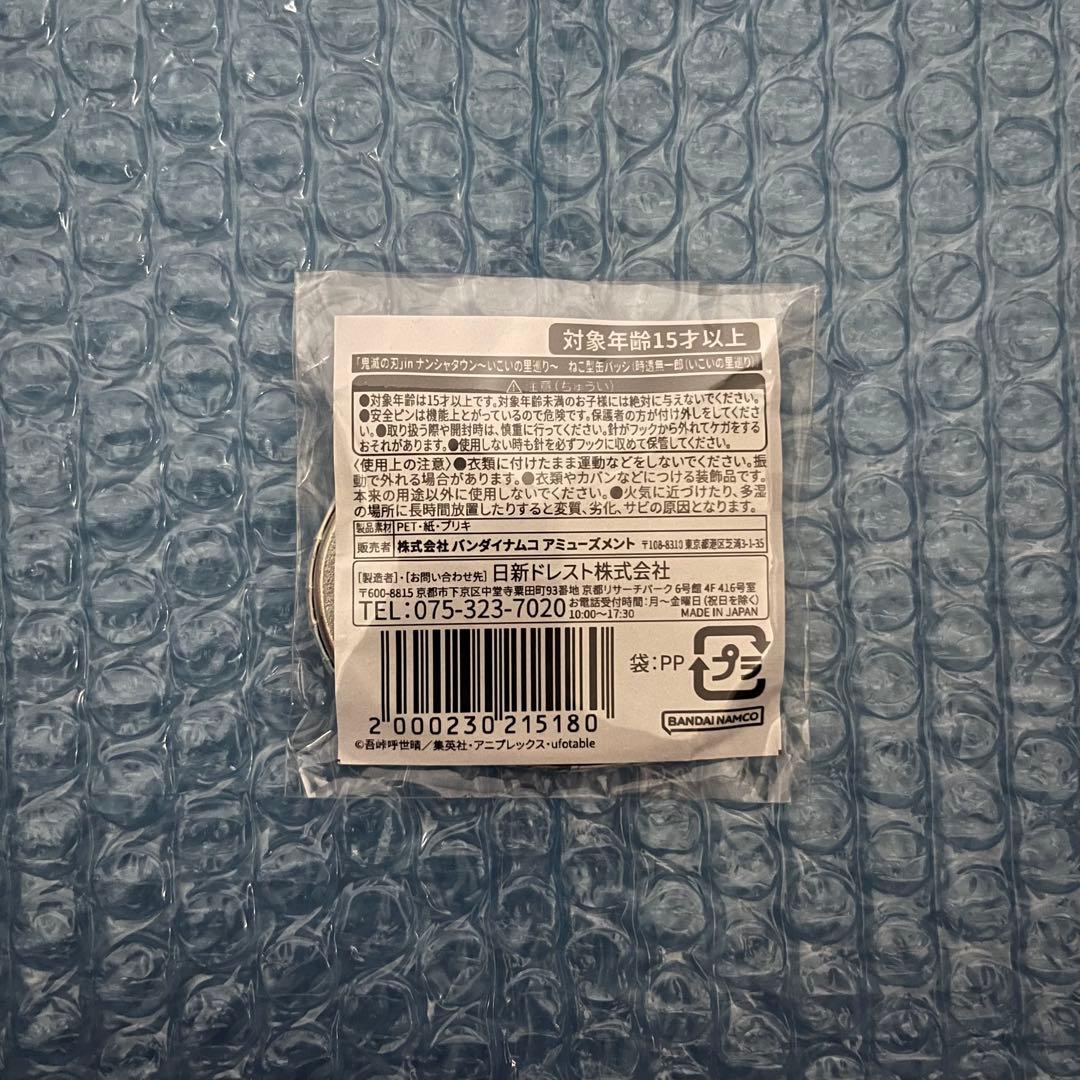 対象年齢15才以上
「鬼滅の刃」in ナンジャタウン～いこいの里巡り～ ねこ型缶バッジ(時透無一郎(いこいの里巡り)
注意(ちゅうい)
●対象年齢は15才以上です。対象年齢未満のお子様には絶対に与えないでください。
●安全ピンは機能上とがっているので危険です。保護者の方が付け外しをしてくださ
い。●取り扱う際や開封時は、慎重に行ってください。針がフックから外れてケガをする
おそれがあります。●使用しない時も針を必ずフックに収めて保管してください。
〈使用上の注意〉●衣類に付けたまま運動などをしないでください。振
動で外れる場合があります。●衣類やカバンなどにつける装飾品です。
本来の用途以外に使用しないでください。●火気に近づけたり、多湿
の場所に長時間放置したりすると変質、劣化、サビの原因となります。
製品素材 PET・紙・ブリキ
販売者 株式会社 バンダイナムコ アミューズメント 〒108-8310 東京都港区芝浦3-1-35
[製造者]・[お問い合わせ先] 日新ドレスト株式会社
〒600-8815 京都市下京区中堂寺粟田町93番地 京都リサーチパーク 6号館 4F 416号室
TEL:075-323-7020 お電話受付時間:月～金曜日(祝日を除く) 10:00～17:30 MADE IN JAPAN
袋:PP プラ
2 000230 215180
BANDAI NAMCO
©吾峠呼世晴／集英社・アニプレックス・ufotable